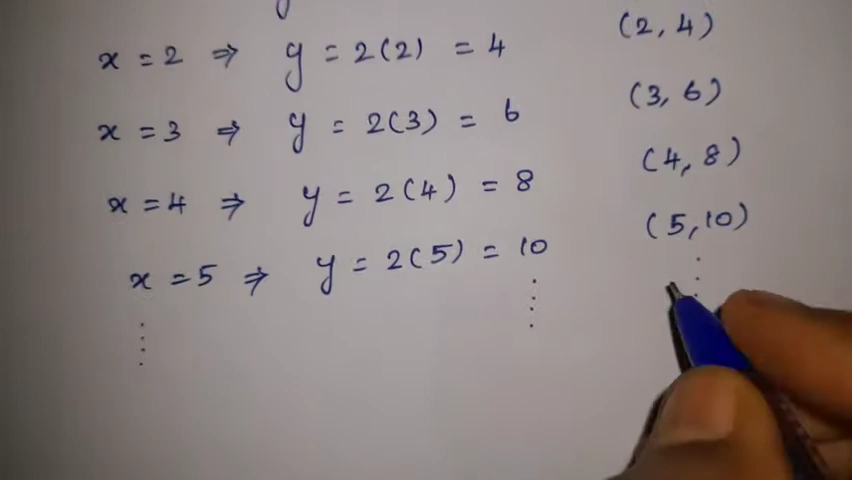 x = 2 ⇒ y = 2(2) = 4 (2, 4)
x = 3 ⇒ y = 2(3) = 6 (3, 6)
x = 4 ⇒ y = 2(4) = 8 (4, 8)
x = 5 ⇒ y = 2(5) = 10 (5, 10)